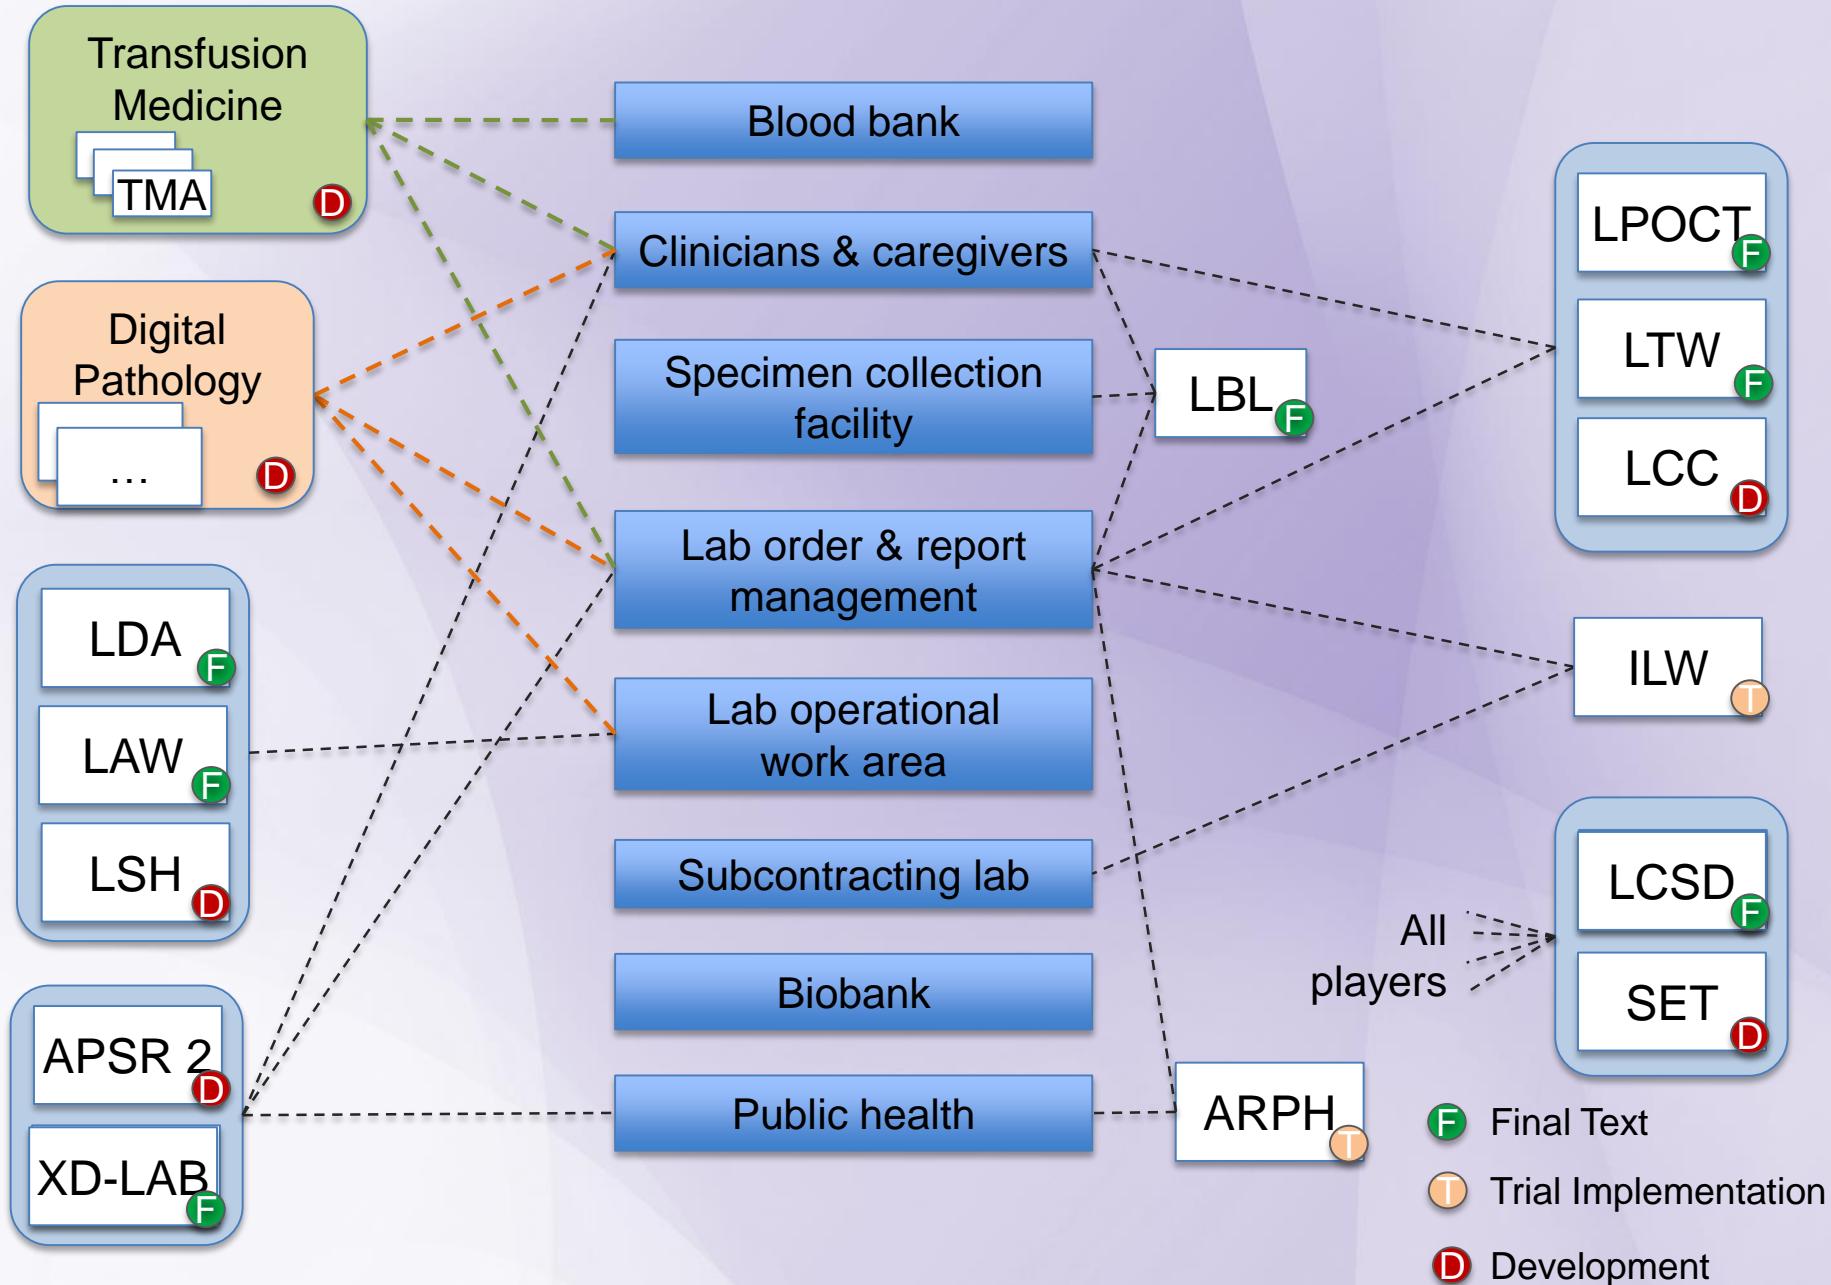 Transfusion
Medicine
TMA
D
Digital
Pathology
...
D
LDA
F
LAW
F
LSH
D
APSR 2
D
XD-LAB
F
Blood bank
Clinicians & caregivers
Specimen collection
facility
Lab order & report
management
Lab operational
work area
Subcontracting lab
Biobank
Public health
LBL
F
ARPH
T
LPOCT
F
LTW
F
LCC
D
ILW
T
All
players
LCSD
F
SET
D
F Final Text
T Trial Implementation
D Development